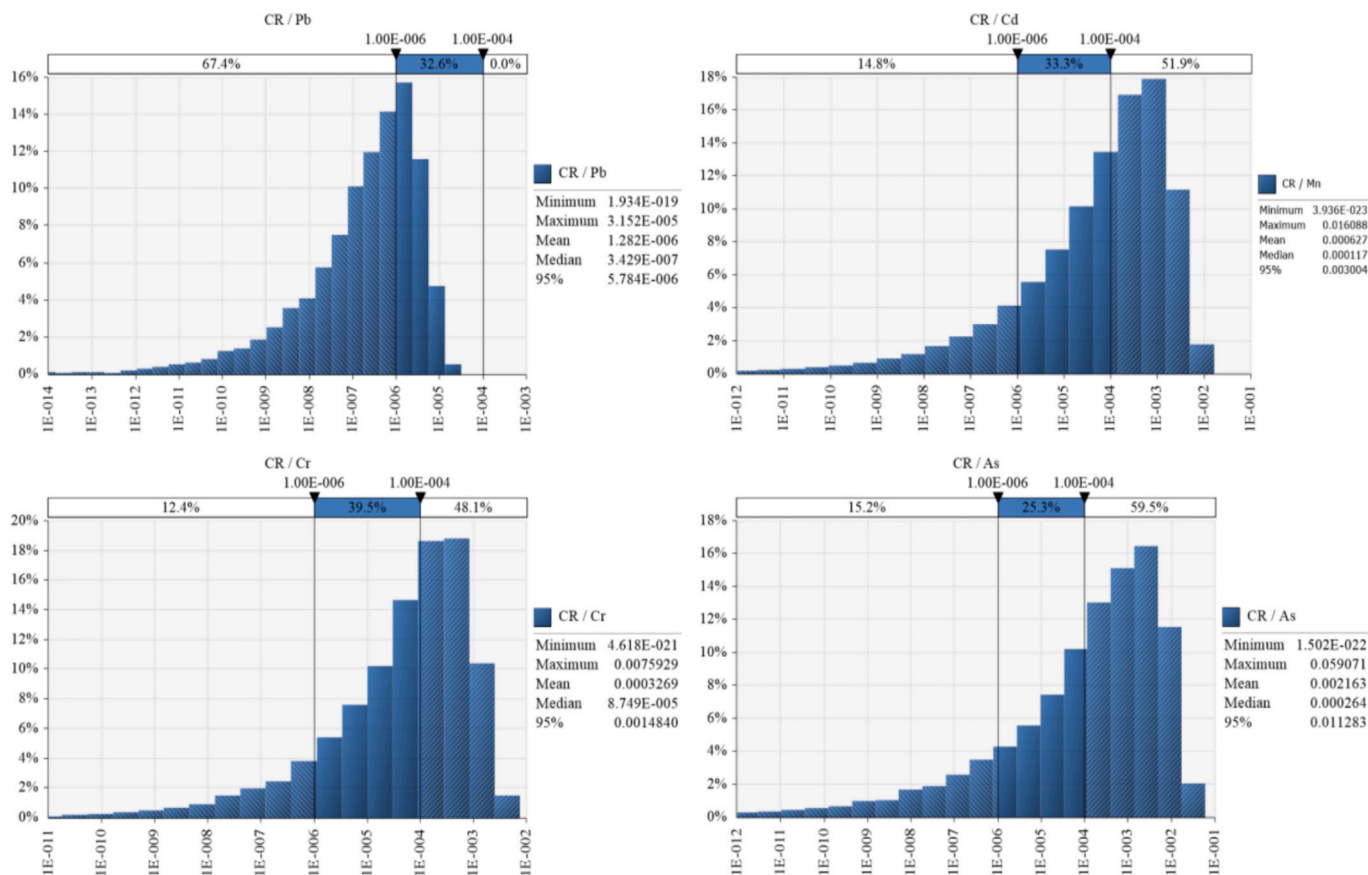 CR / Pb
1.00E-006 1.00E-004
67.4% 32.6% 0.0%
16%
14%
12%
10%
8%
6%
4%
2%
0%
1E-014 1E-013 1E-012 1E-011 1E-010 1E-009 1E-008 1E-007 1E-006 1E-005 1E-004 1E-003
CR / Pb
Minimum 1.934E-019
Maximum 3.152E-005
Mean 1.282E-006
Median 3.429E-007
95% 5.784E-006
CR / Cd
1.00E-006 1.00E-004
14.8% 33.3% 51.9%
18%
16%
14%
12%
10%
8%
6%
4%
2%
0%
1E-012 1E-011 1E-010 1E-009 1E-008 1E-007 1E-006 1E-005 1E-004 1E-003 1E-002 1E-001
CR / Mn
Minimum 3.936E-023
Maximum 0.016088
Mean 0.000627
Median 0.000117
95% 0.003004
CR / Cr
1.00E-006 1.00E-004
12.4% 39.5% 48.1%
20%
18%
16%
14%
12%
10%
8%
6%
4%
2%
0%
1E-011 1E-010 1E-009 1E-008 1E-007 1E-006 1E-005 1E-004 1E-003 1E-002
CR / Cr
Minimum 4.618E-021
Maximum 0.0075929
Mean 0.0003269
Median 8.749E-005
95% 0.0014840
CR / As
1.00E-006 1.00E-004
15.2% 25.3% 59.5%
18%
16%
14%
12%
10%
8%
6%
4%
2%
0%
1E-012 1E-011 1E-010 1E-009 1E-008 1E-007 1E-006 1E-005 1E-004 1E-003 1E-002 1E-001
CR / As
Minimum 1.502E-022
Maximum 0.059071
Mean 0.002163
Median 0.000264
95% 0.011283